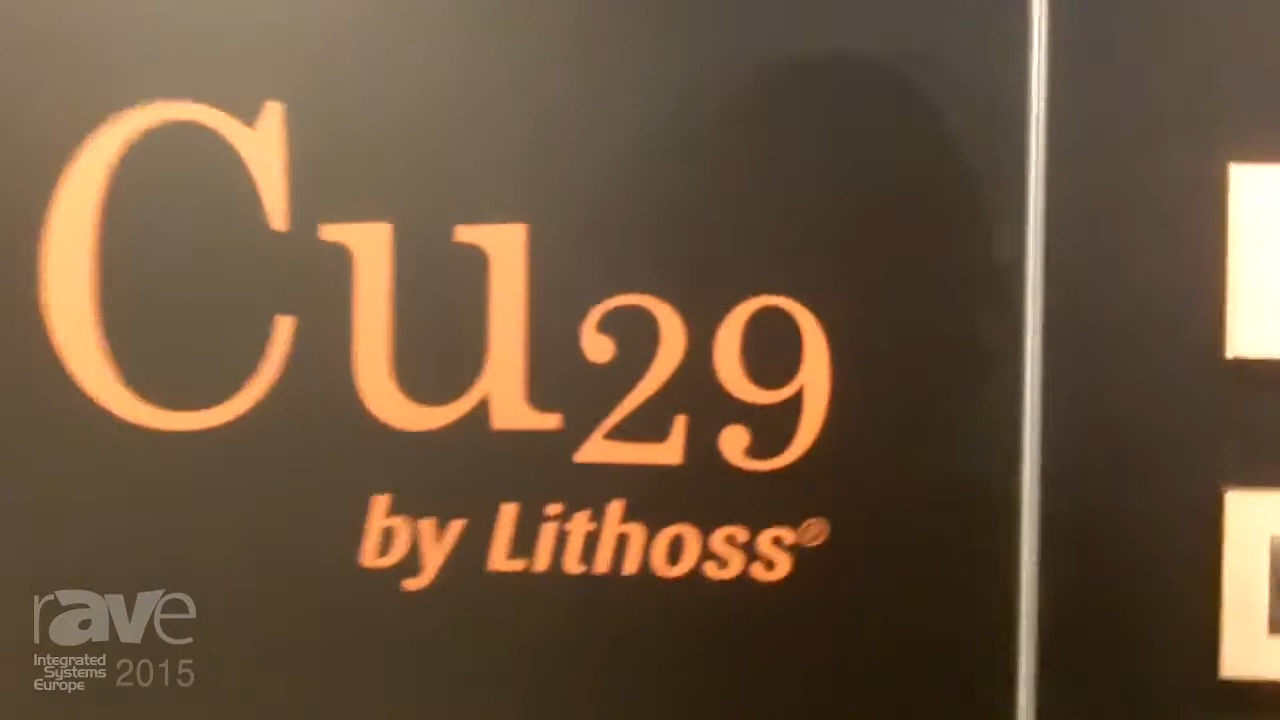 Cu29
by Lithoss®
rave
Integrated
Systems
Europe 2015